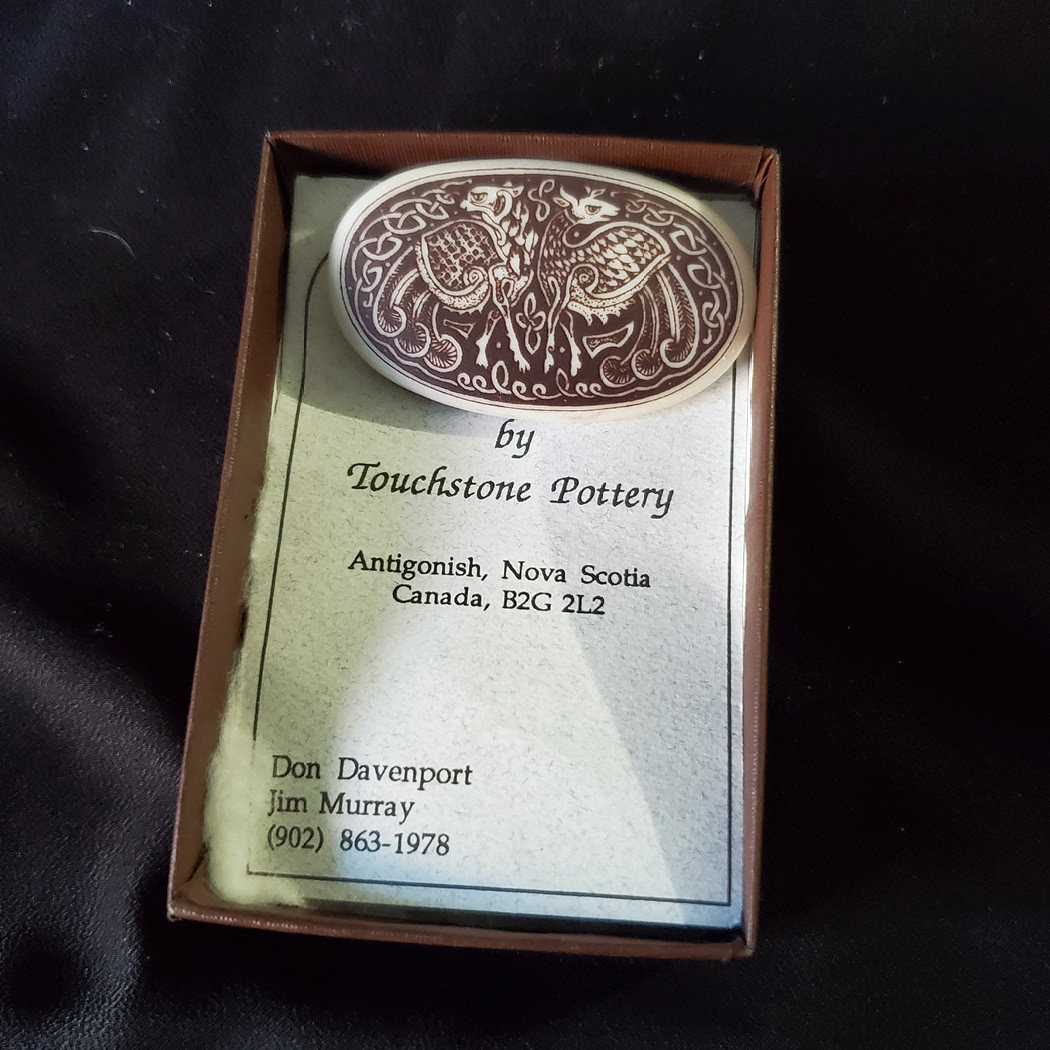 by
Touchstone Pottery
Antigonish, Nova Scotia
Canada, B2G 2L2
Don Davenport
Jim Murray
(902) 863-1978